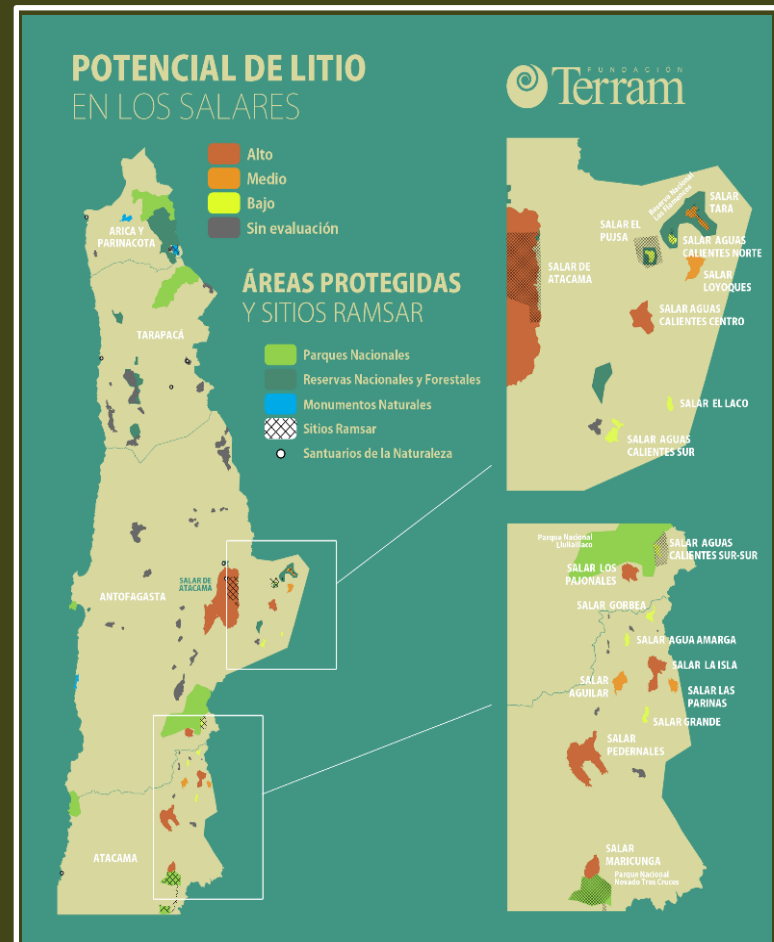 POTENCIAL DE LITIO
EN LOS SALARES
Alto
Medio
Bajo
Sin evaluación
ÁREAS PROTEGIDAS
Y SITIOS RAMSAR
Parques Nacionales
Reservas Nacionales y Forestales
Monumentos Naturales
Sitios Ramsar
Santuarios de la Naturaleza
ARICA Y
PARINACOTA
TARAPACÁ
ANTOFAGASTA
SALAR DE
ATACAMA
ATACAMA
FUNDACIÓN
Terram
Reserva Nacional
Los Flamencos
SALAR
TARA
SALAR EL
PUJSA
SALAR AGUAS
CALIENTES NORTE
SALAR DE
ATACAMA
SALAR
LOYOQUES
SALAR AGUAS
CALIENTES CENTRO
SALAR EL LACO
SALAR AGUAS
CALIENTES SUR
Parque Nacional
Llullaillaco
SALAR AGUAS
CALIENTES SUR-SUR
SALAR LOS
PAJONALES
SALAR GORBEA
SALAR AGUA AMARGA
SALAR LA ISLA
SALAR
AGUILAR
SALAR LAS
PARINAS
SALAR GRANDE
SALAR
PEDERNALES
SALAR
MARICUNGA
Parque Nacional
Nevado Tres Cruces